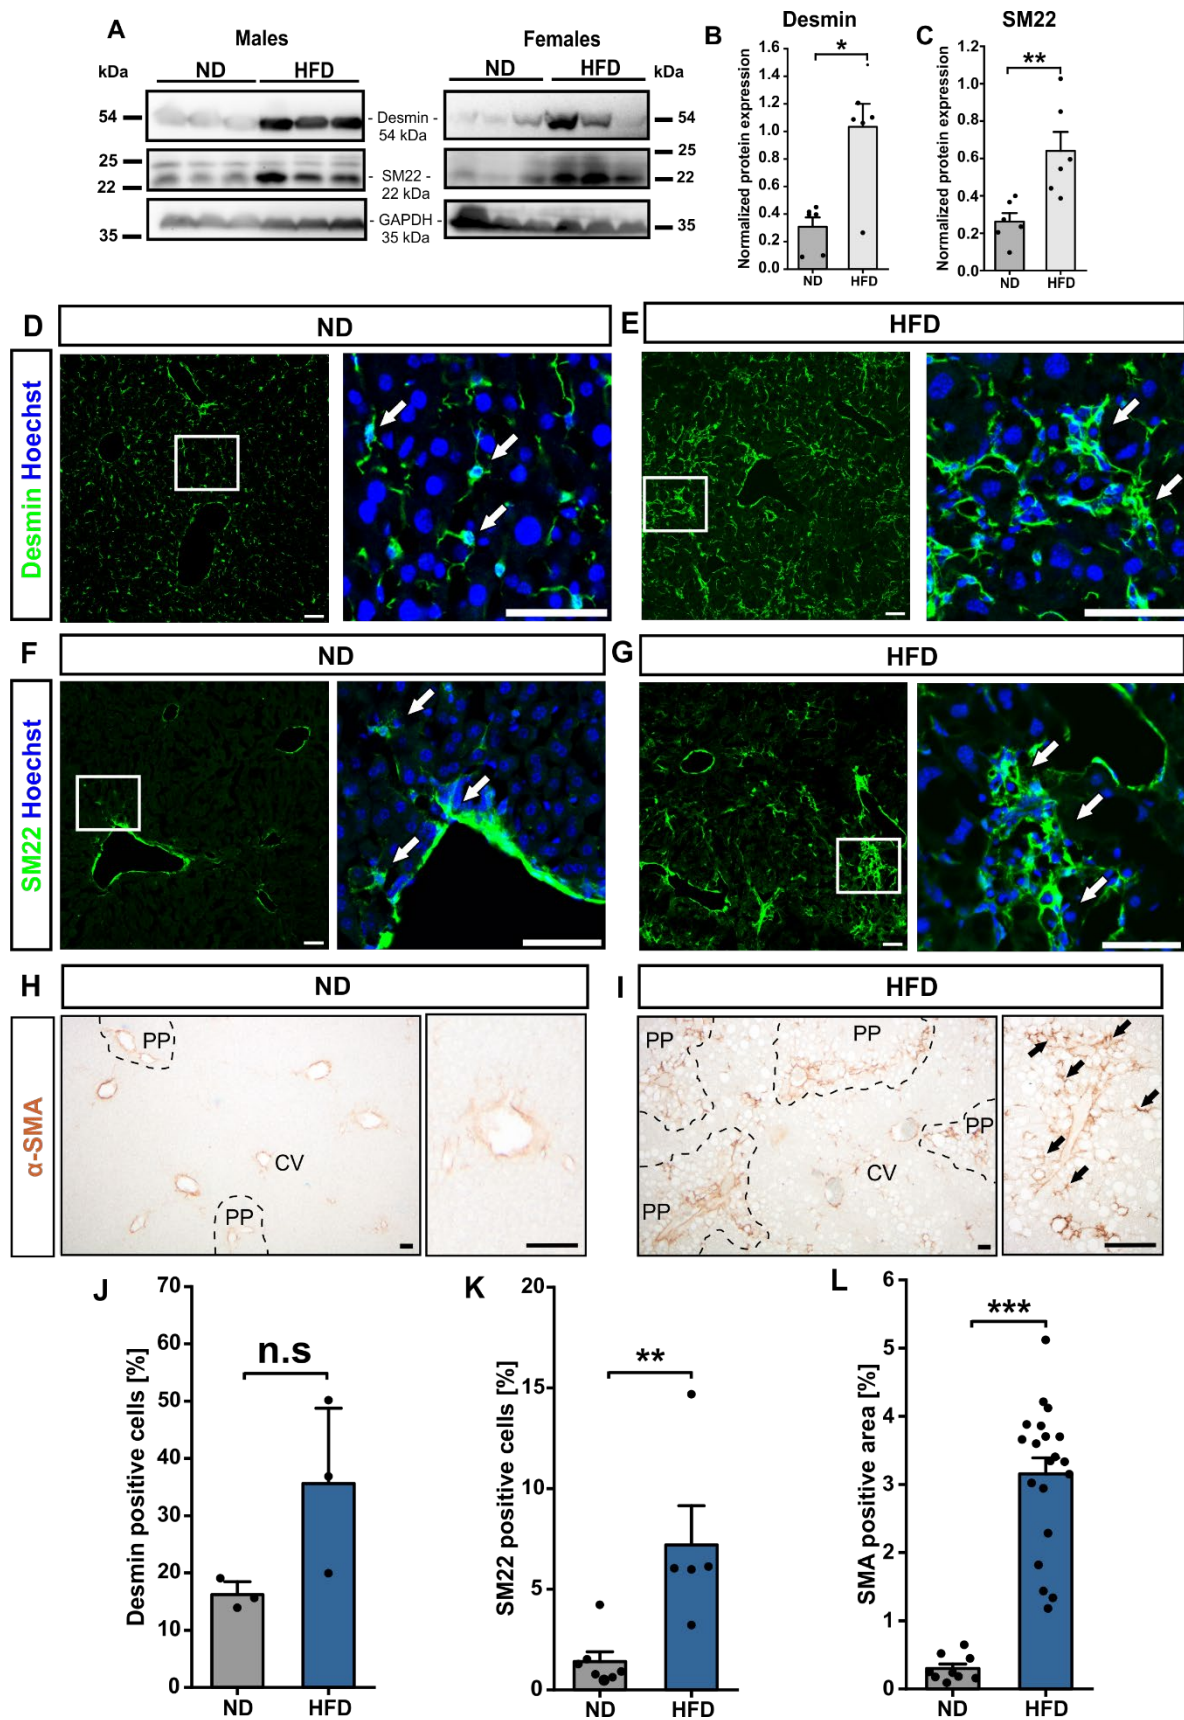 A
Males
Females
kDa
ND
HFD
ND
HFD
kDa
54
- Desmin -
54 kDa
54
25
22
- SM22 -
22 kDa
25
22
35
- GAPDH -
35 kDa
35
B
Desmin
*
Normalized protein expression
1.6
1.4
1.2
1.0
0.8
0.6
0.4
0.2
0.0
ND
HFD
C
SM22
**
Normalized protein expression
1.2
1.0
0.8
0.6
0.4
0.2
0.0
ND
HFD
D
ND
E
HFD
Desmin Hoechst
F
ND
G
HFD
SM22 Hoechst
H
ND
I
HFD
α-SMA
PP
CV
PP
PP
PP
PP
CV
PP
J
n.s
Desmin positive cells [%]
70
60
50
40
30
20
10
0
ND
HFD
K
**
SM22 positive cells [%]
20
15
10
5
0
ND
HFD
L
***
SMA positive area [%]
6
5
4
3
2
1
0
ND
HFD